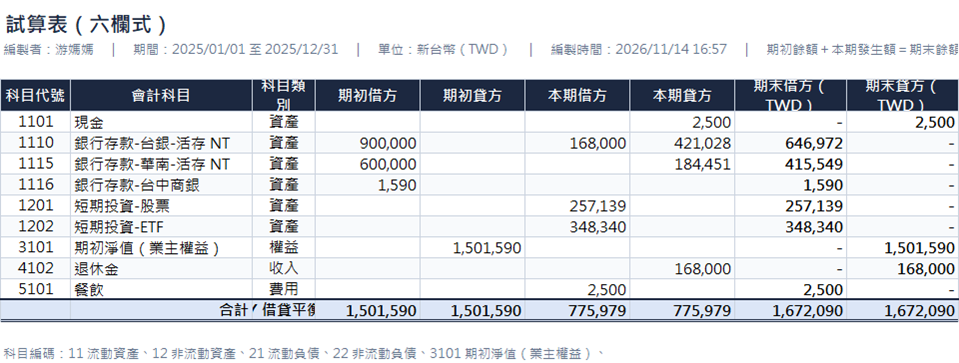 試算表（六欄式）
編製者：游媽媽 | 期間：2025/01/01 至 2025/12/31 | 單位：新台幣（TWD） | 編製時間：2026/11/14 16:57 | 期初餘額 + 本期發生額 = 期末餘額
科目代號 會計科目 科目類別 期初借方 期初貸方 本期借方 本期貸方 期末借方（TWD） 期末貸方（TWD）
1101 現金 資產 2,500 - 2,500
1110 銀行存款-台銀-活存 NT 資產 900,000 168,000 421,028 646,972 -
1115 銀行存款-華南-活存 NT 資產 600,000 184,451 415,549 -
1116 銀行存款-台中商銀 資產 1,590 1,590 -
1201 短期投資-股票 資產 257,139 257,139 -
1202 短期投資-ETF 資產 348,340 348,340 -
3101 期初淨值（業主權益） 權益 1,501,590 - 1,501,590
4102 退休金 收入 168,000 - 168,000
5101 餐飲 費用 2,500 2,500 -
合計 借貸平衡 1,501,590 1,501,590 775,979 775,979 1,672,090 1,672,090
科目編碼：11 流動資產、12 非流動資產、21 流動負債、22 非流動負債、3101 期初淨值（業主權益）、